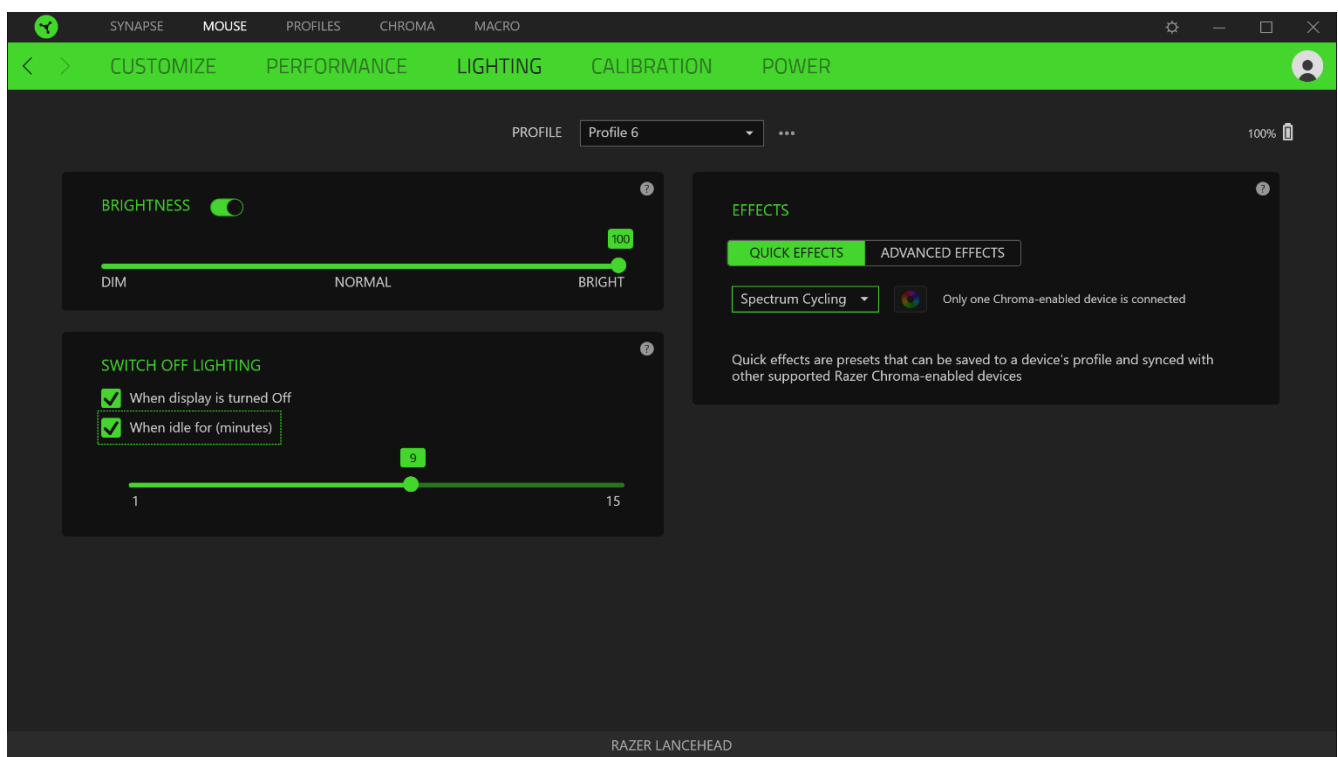 SYNAPSE MOUSE PROFILES CHROMA MACRO
CUSTOMIZE PERFORMANCE LIGHTING CALIBRATION POWER
PROFILE Profile 6 100%
BRIGHTNESS
100
DIM NORMAL BRIGHT
SWITCH OFF LIGHTING
When display is turned Off
When idle for (minutes)
9
1 15
EFFECTS
QUICK EFFECTS ADVANCED EFFECTS
Spectrum Cycling Only one Chroma-enabled device is connected
Quick effects are presets that can be saved to a device's profile and synced with
other supported Razer Chroma-enabled devices
RAZER LANCEHEAD